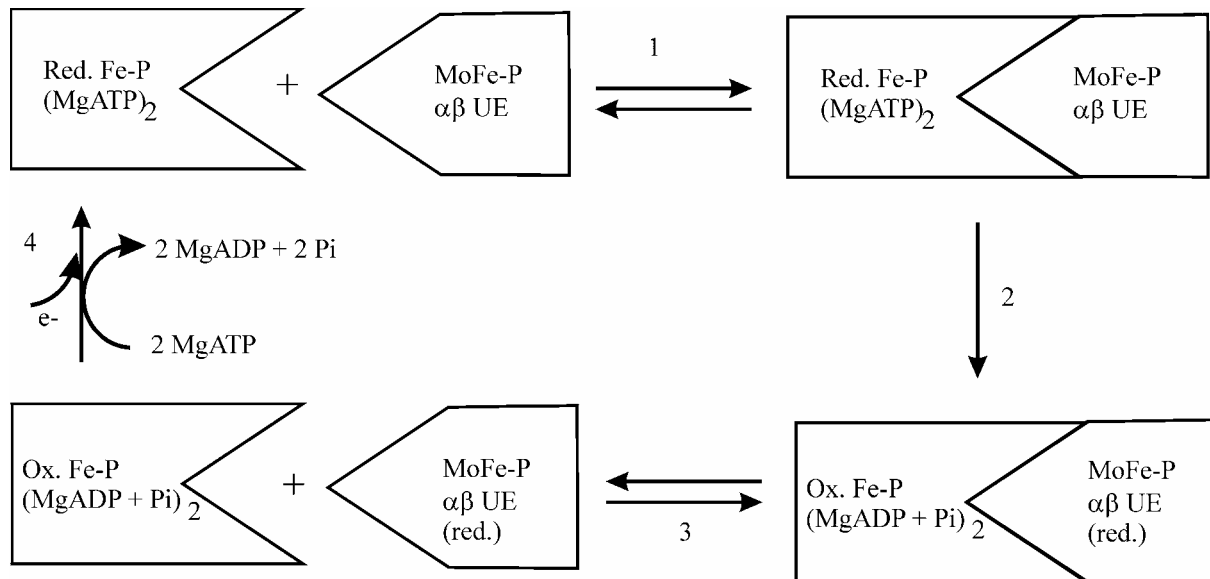 Red. Fe-P
(MgATP)2
+
MoFe-P
αβ UE
1
Red. Fe-P
(MgATP)2
MoFe-P
αβ UE
4
2 MgADP + 2 Pi
e-
2 MgATP
2
Ox. Fe-P
(MgADP + Pi) 2
+
MoFe-P
αβ UE
(red.)
3
Ox. Fe-P
(MgADP + Pi) 2
MoFe-P
αβ UE
(red.)